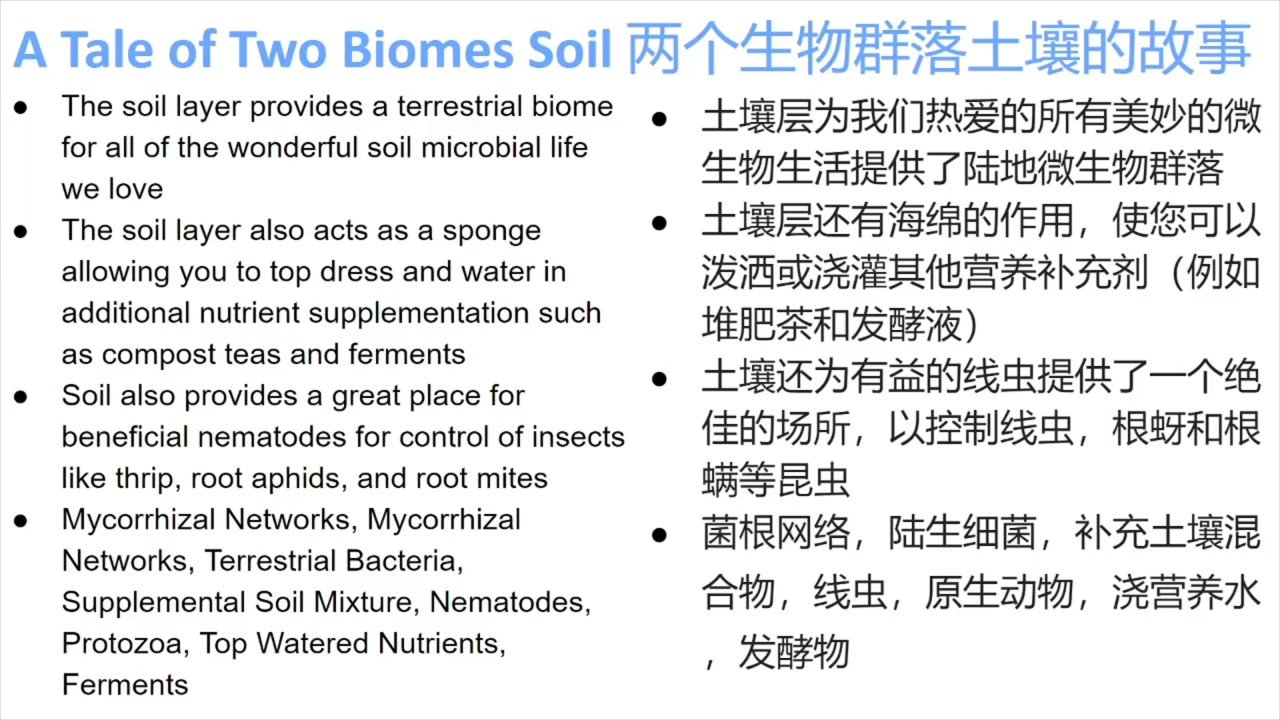 A Tale of Two Biomes Soil 两个生物群落土壤的故事
● The soil layer provides a terrestrial biome
for all of the wonderful soil microbial life
we love
● The soil layer also acts as a sponge
allowing you to top dress and water in
additional nutrient supplementation such
as compost teas and ferments
● Soil also provides a great place for
beneficial nematodes for control of insects
like thrip, root aphids, and root mites
● Mycorrhizal Networks, Mycorrhizal
Networks, Terrestrial Bacteria,
Supplemental Soil Mixture, Nematodes,
Protozoa, Top Watered Nutrients,
Ferments
● 土壤层为我们热爱的所有美妙的微
生物生活提供了陆地微生物群落
● 土壤层还有海绵的作用，使您可以
泼洒或浇灌其他营养补充剂（例如
堆肥茶和发酵液）
● 土壤还为有益的线虫提供了一个绝
佳的场所，以控制线虫，根蚜和根
螨等昆虫
● 菌根网络，陆生细菌，补充土壤混
合物，线虫，原生动物，浇营养水
，发酵物